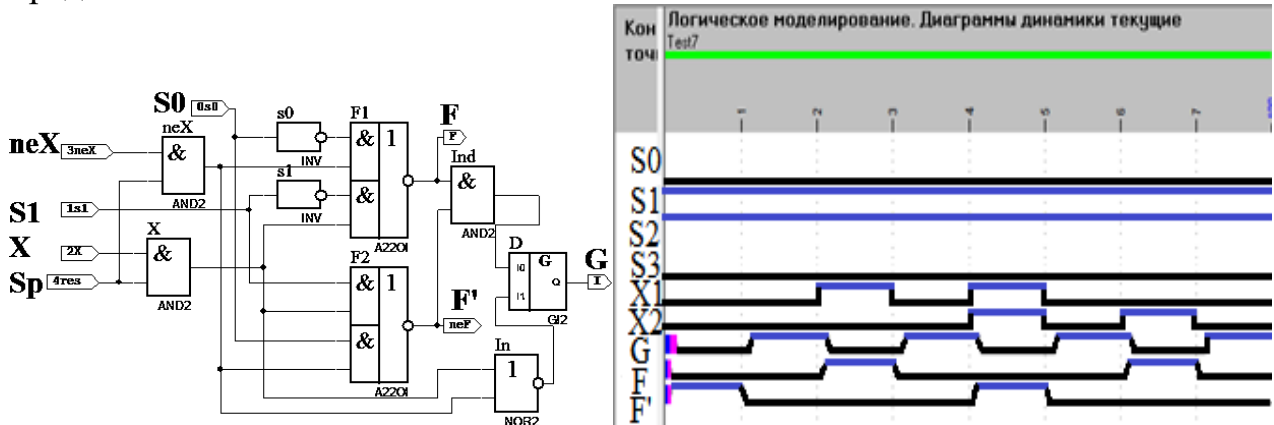 Логическое моделирование. Диаграммы динамики текущие
Кон
Test7
точ
1 2 3 4 5 6 7
S0 0s0
s0
INV
neX 3neX
neX
&
AND2
S1 1s1
s1
INV
X 2X
X
&
AND2
Sp 4res
F1
& 1
&
A22OI
F2
& 1
&
A22OI
F
F
Ind
&
AND2
F'
neF
D
I0 G
I1 Q
GI2
G
I
In
1
NOR2
S0
S1
S2
S3
X1
X2
G
F
F'